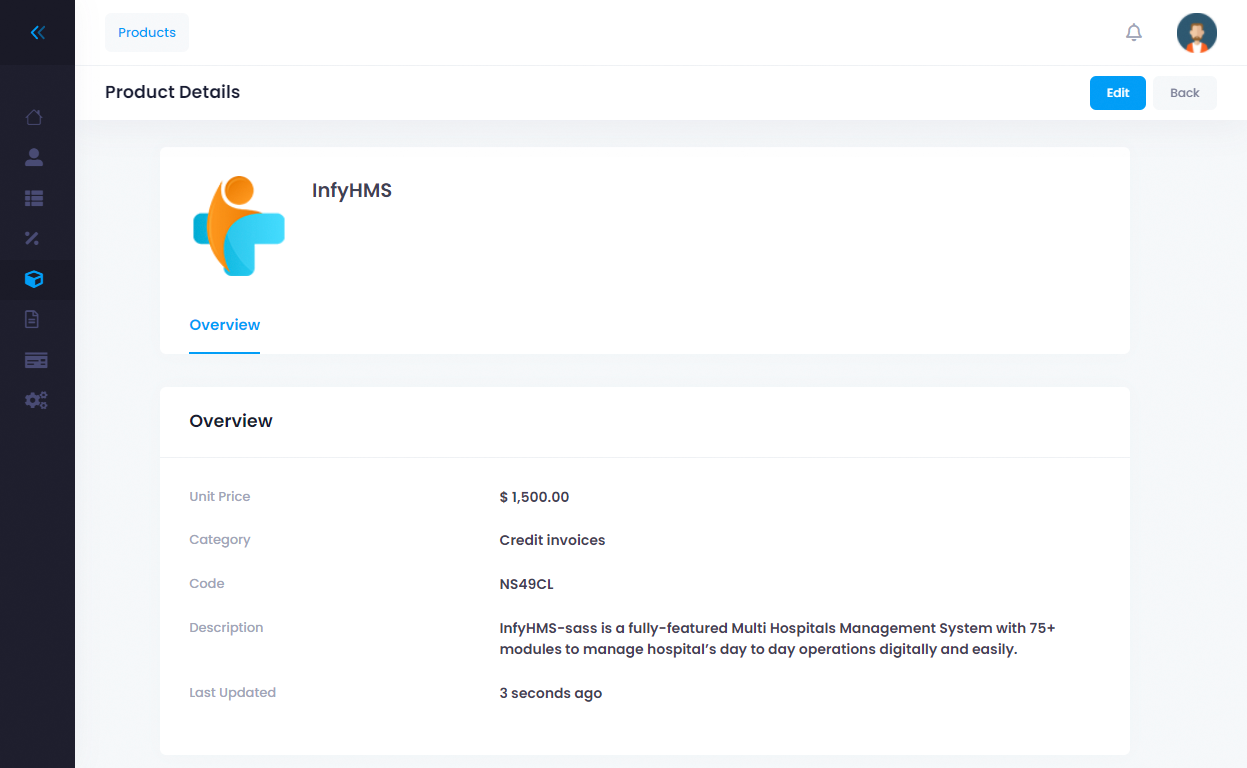 Products
Product Details
Edit
Back
InfyHMS
Overview
Overview
Unit Price
$ 1,500.00
Category
Credit invoices
Code
NS49CL
Description
InfyHMS-sass is a fully-featured Multi Hospitals Management System with 75+
modules to manage hospital’s day to day operations digitally and easily.
Last Updated
3 seconds ago